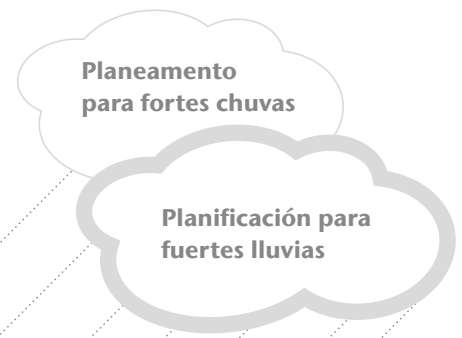 Planeamento
para fortes chuvas
Planificación para
fuertes lluvias